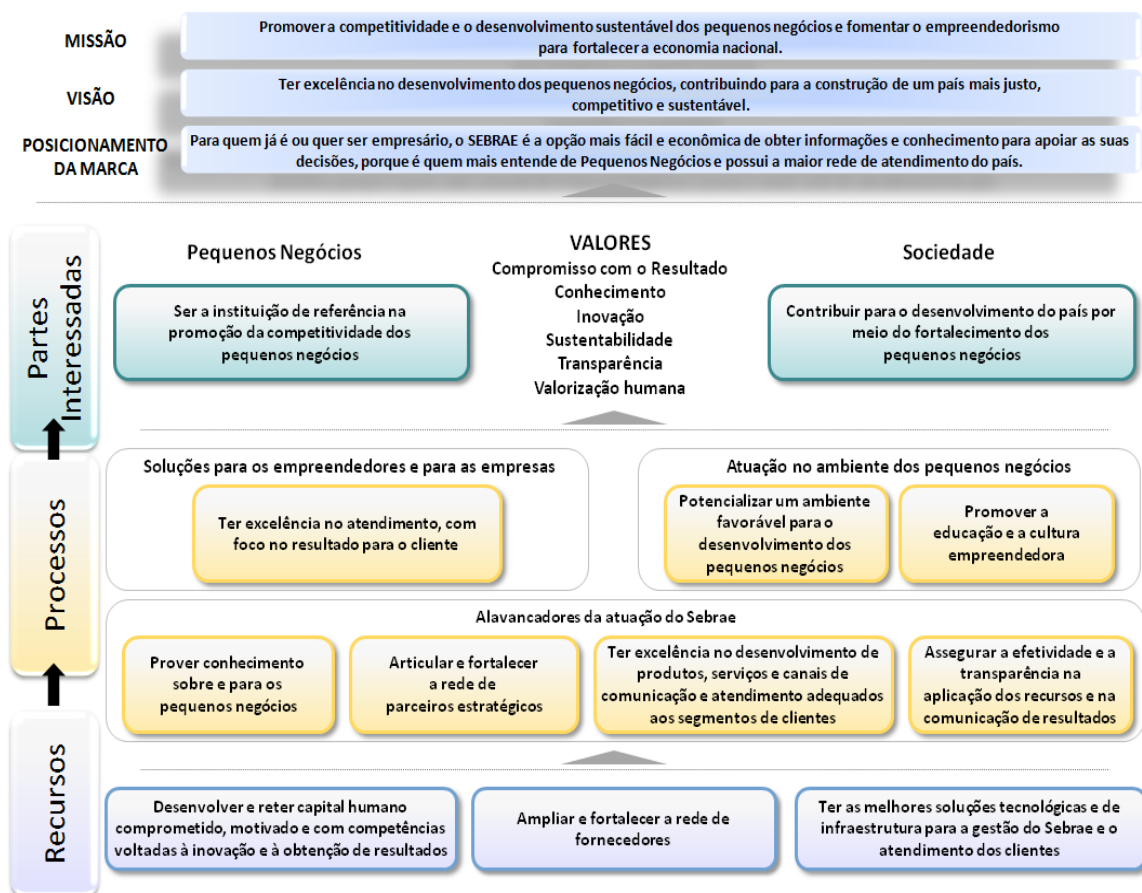 MISSÃO
Promover a competitividade e o desenvolvimento sustentável dos pequenos negócios e fomentar o empreendedorismo
para fortalecer a economia nacional.
VISÃO
Ter excelência no desenvolvimento dos pequenos negócios, contribuindo para a construção de um país mais justo,
competitivo e sustentável.
POSICIONAMENTO
DA MARCA
Para quem já é ou quer ser empresário, o SEBRAE é a opção mais fácil e econômica de obter informações e conhecimento para apoiar as suas
decisões, porque é quem mais entende de Pequenos Negócios e possui a maior rede de atendimento do país.
Partes
Interessadas
Pequenos Negócios
Ser a instituição de referência na
promoção da competitividade dos
pequenos negócios
VALORES
Compromisso com o Resultado
Conhecimento
Inovação
Sustentabilidade
Transparência
Valorização humana
Sociedade
Contribuir para o desenvolvimento do país por
meio do fortalecimento dos
pequenos negócios
Processos
Soluções para os empreendedores e para as empresas
Ter excelência no atendimento, com
foco no resultado para o cliente
Atuação no ambiente dos pequenos negócios
Potencializar um ambiente
favorável para o
desenvolvimento dos
pequenos negócios
Promover a
educação e a cultura
empreendedora
Alavancadores da atuação do Sebrae
Prover conhecimento
sobre e para os
pequenos negócios
Articular e fortalecer
a rede de
parceiros estratégicos
Ter excelência no desenvolvimento de
produtos, serviços e canais de
comunicação e atendimento adequados
aos segmentos de clientes
Assegurar a efetividade e a
transparência na
aplicação dos recursos e na
comunicação de resultados
Recursos
Desenvolver e reter capital humano
comprometido, motivado e com competências
voltadas à inovação e à obtenção de resultados
Ampliar e fortalecer a rede de
fornecedores
Ter as melhores soluções tecnológicas e de
infraestrutura para a gestão do Sebrae e o
atendimento dos clientes